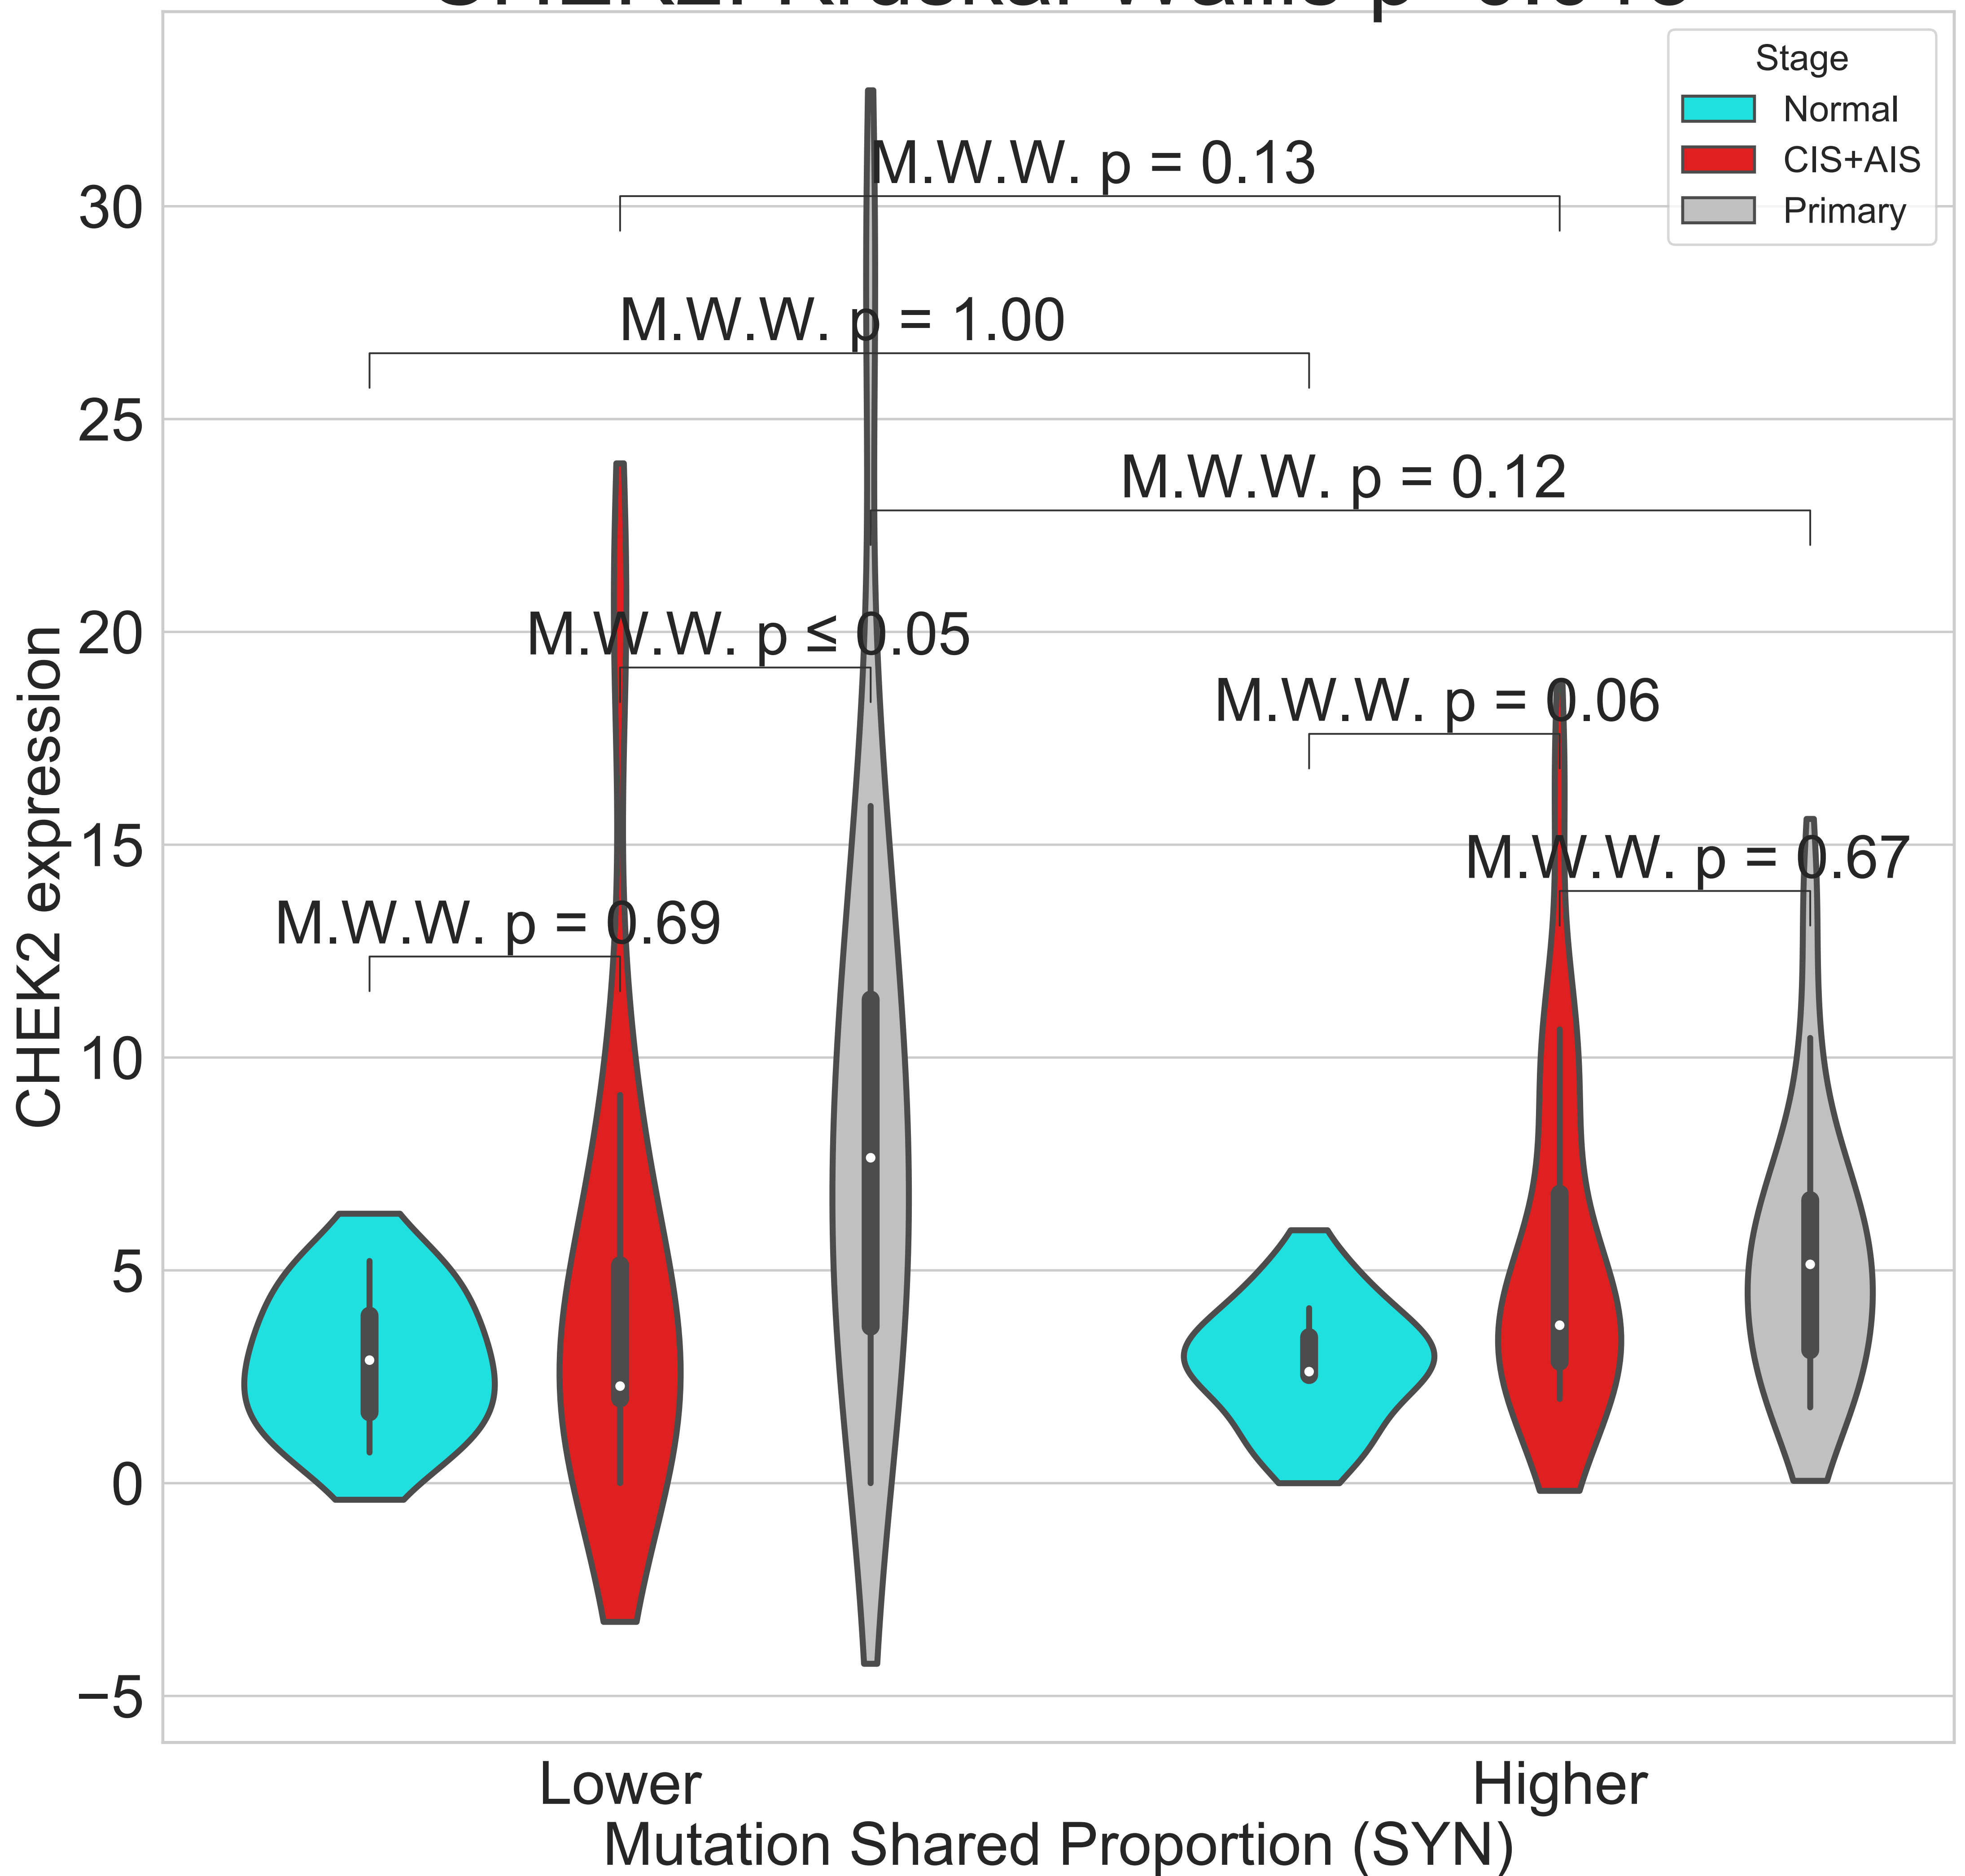 Stage
Normal
CIS+AIS
Primary
M.W.W. p = 0.13
M.W.W. p = 1.00
M.W.W. p = 0.12
M.W.W. p ≤ 0.05
M.W.W. p = 0.06
M.W.W. p = 0.67
M.W.W. p = 0.69
CHEK2 expression
30
25
20
15
10
5
0
−5
Lower
Higher
Mutation Shared Proportion (SYN)